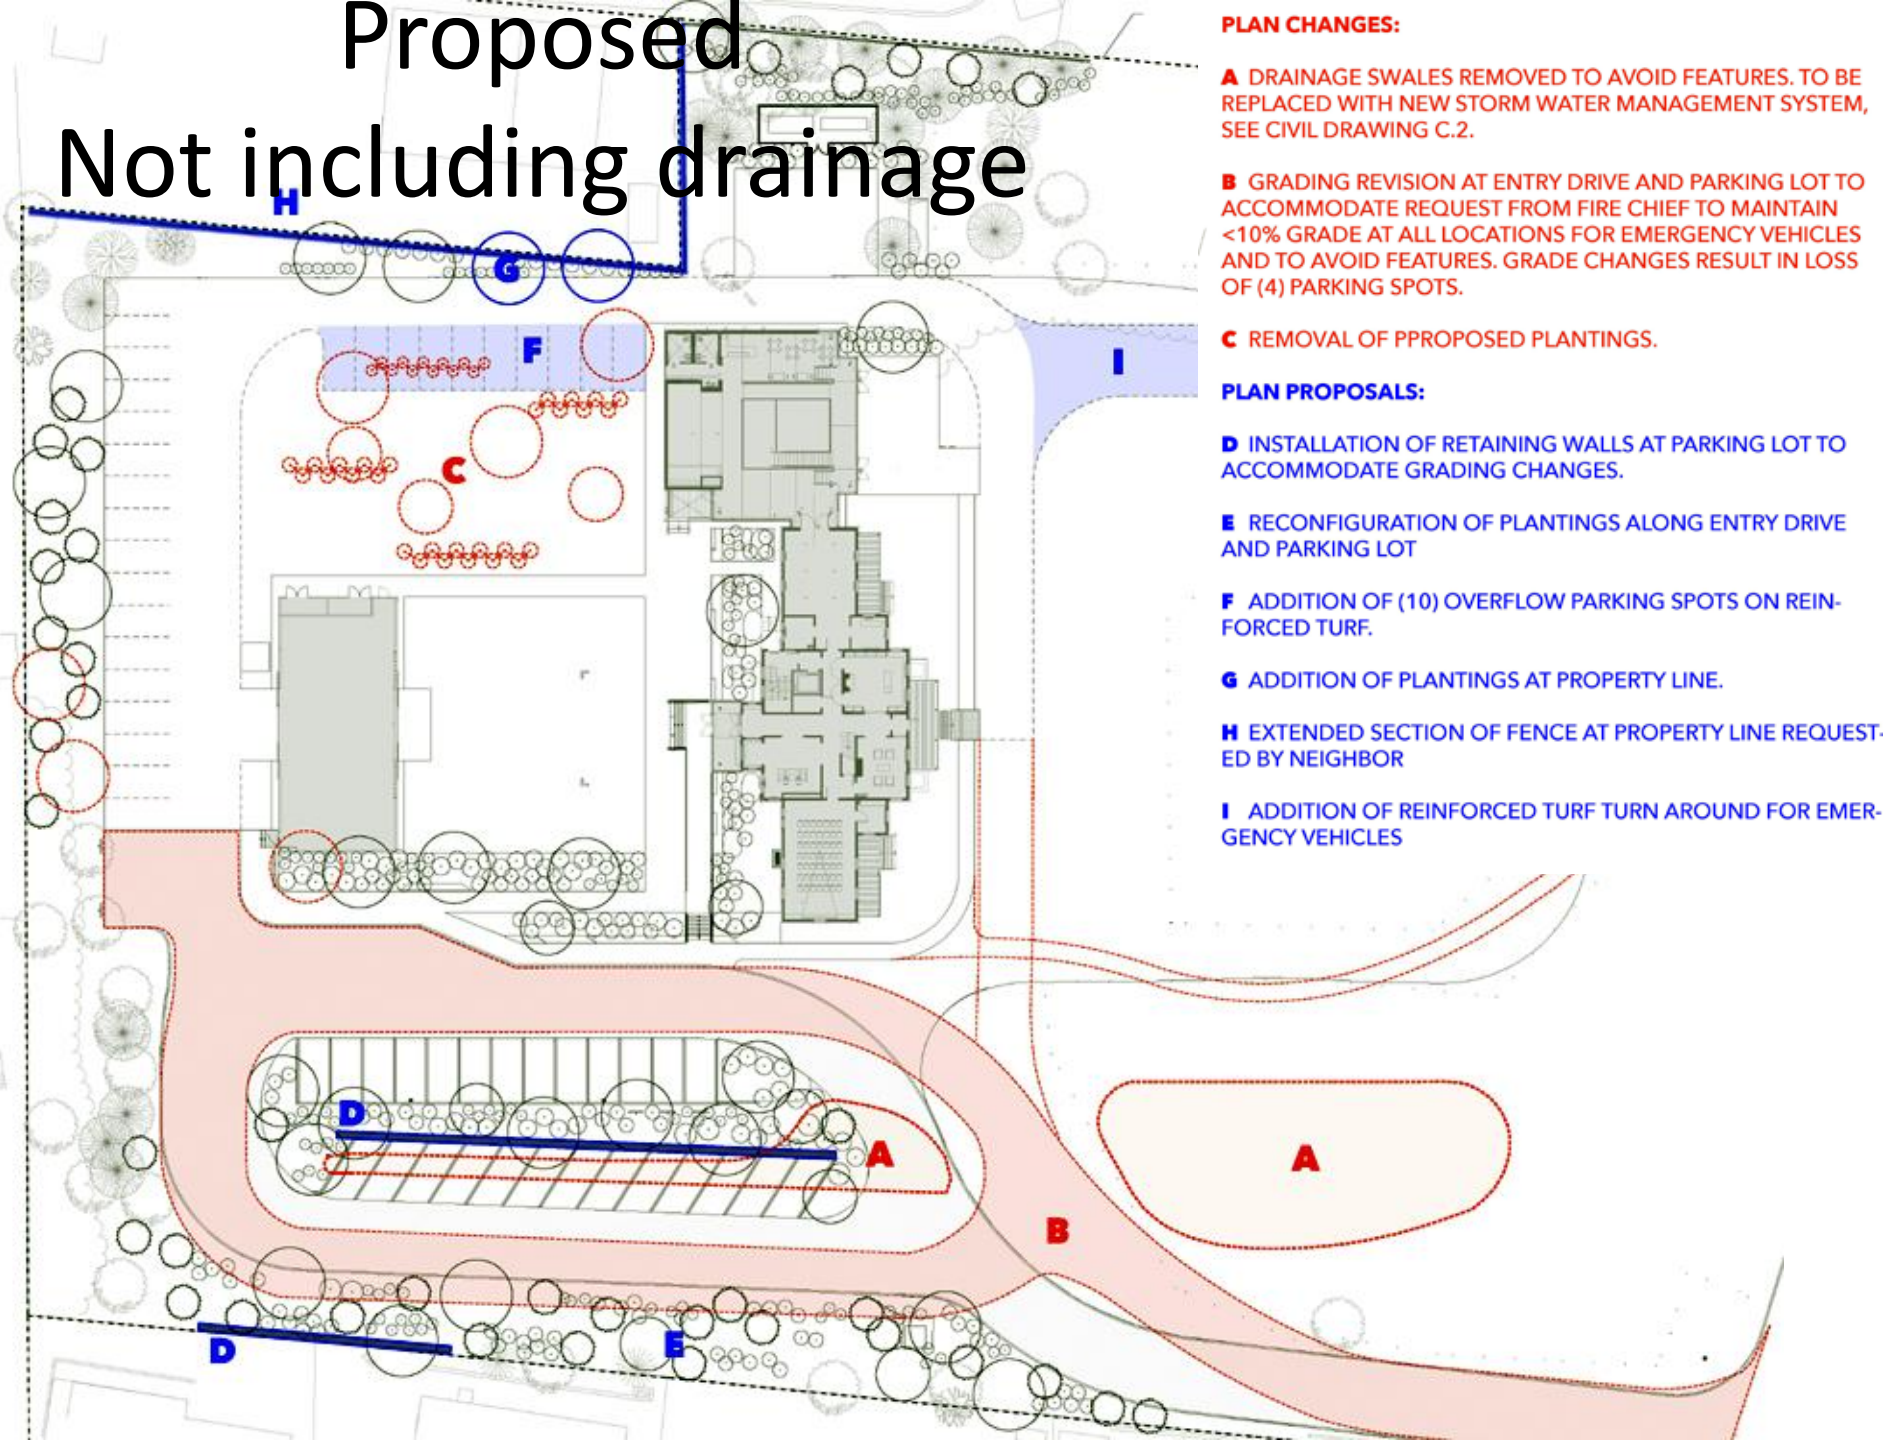 Proposed
Not including drainage
PLAN CHANGES:
A DRAINAGE SWALES REMOVED TO AVOID FEATURES. TO BE
REPLACED WITH NEW STORM WATER MANAGEMENT SYSTEM,
SEE CIVIL DRAWING C.2.
B GRADING REVISION AT ENTRY DRIVE AND PARKING LOT TO
ACCOMMODATE REQUEST FROM FIRE CHIEF TO MAINTAIN
<10% GRADE AT ALL LOCATIONS FOR EMERGENCY VEHICLES
AND TO AVOID FEATURES. GRADE CHANGES RESULT IN LOSS
OF (4) PARKING SPOTS.
C REMOVAL OF PPROPOSED PLANTINGS.
PLAN PROPOSALS:
D INSTALLATION OF RETAINING WALLS AT PARKING LOT TO
ACCOMMODATE GRADING CHANGES.
E RECONFIGURATION OF PLANTINGS ALONG ENTRY DRIVE
AND PARKING LOT
F ADDITION OF (10) OVERFLOW PARKING SPOTS ON REIN-
FORCED TURF.
G ADDITION OF PLANTINGS AT PROPERTY LINE.
H EXTENDED SECTION OF FENCE AT PROPERTY LINE REQUEST-
ED BY NEIGHBOR
I ADDITION OF REINFORCED TURF TURN AROUND FOR EMER-
GENCY VEHICLES
H
G
F
I
C
D
A
A
B
D
E